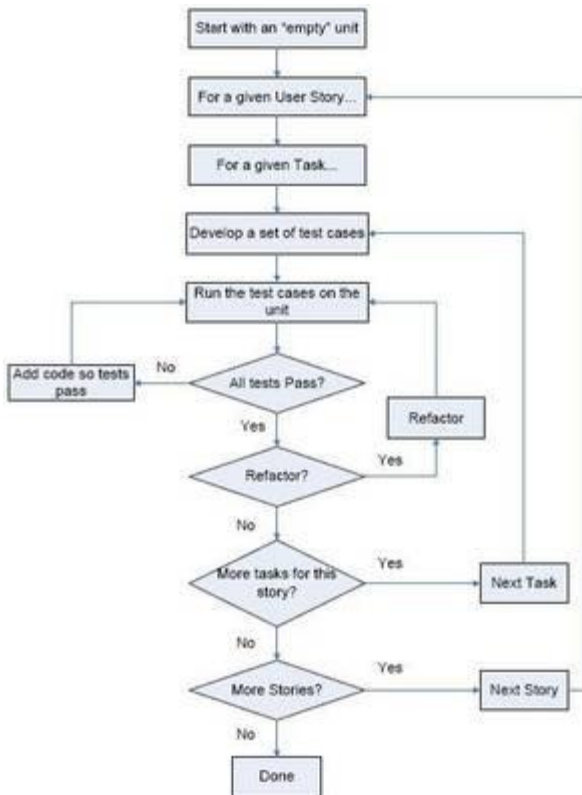 Start with an "empty" unit
For a given User Story...
For a given Task...
Develop a set of test cases
Run the test cases on the
unit
Add code so tests
pass
No
All tests Pass?
Yes
Refactor
Refactor?
Yes
No
More tasks for this
story?
Yes
Next Task
No
More Stories?
Yes
Next Story
No
Done